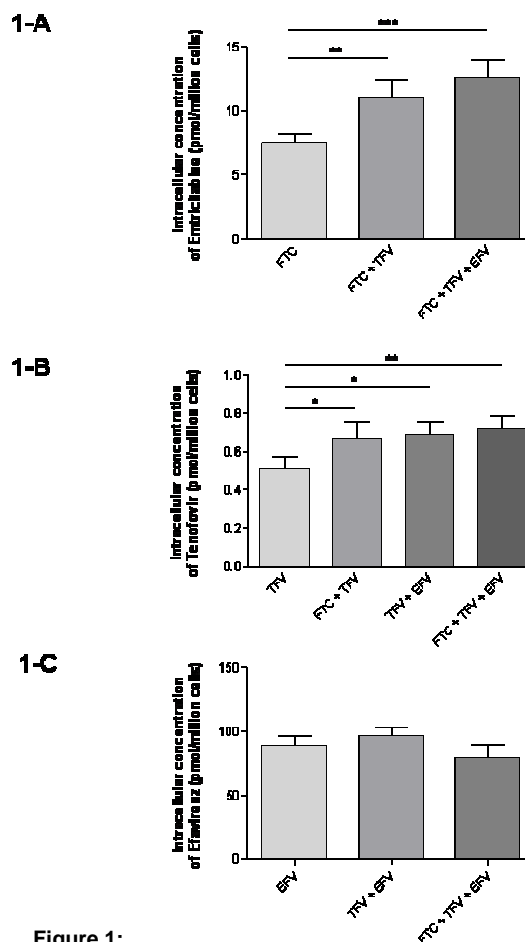 1-A
***
**
Intracellular concentration
of Emtricitabine (pmol/million cells)
15
10
5
0
FTC
FTC + TFV
FTC + TFV + EFV
1-B
**
*
*
Intracellular concentration
of Tenofovir (pmol/million cells)
1.0
0.8
0.6
0.4
0.2
0.0
TFV
FTC + TFV
TFV + EFV
FTC + TFV + EFV
1-C
Intracellular concentration
of Efavirenz (pmol/million cells)
150
100
50
0
EFV
TFV + EFV
FTC + TFV + EFV
Figure 1: